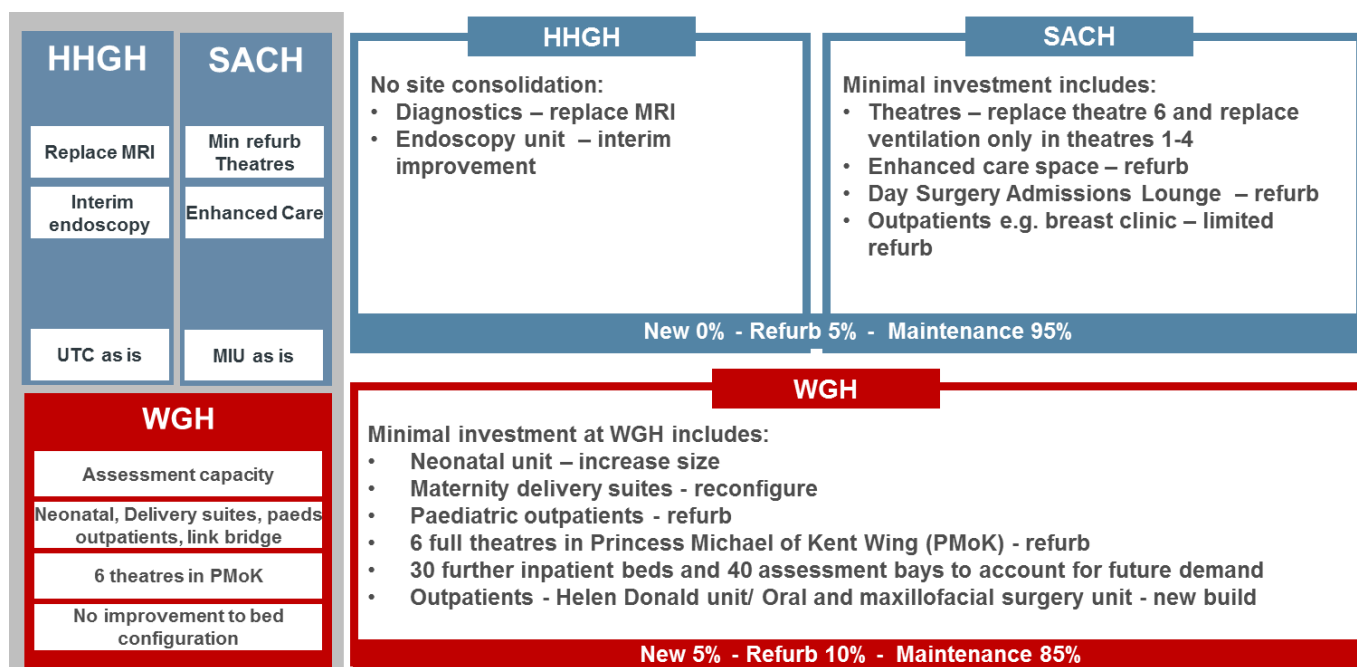 HHGH
Replace MRI
Interim
endoscopy
UTC as is
SACH
Min refurb
Theatres
Enhanced Care
MIU as is
WGH
Assessment capacity
Neonatal, Delivery suites, paeds
outpatients, link bridge
6 theatres in PMoK
No improvement to bed
configuration
HHGH
No site consolidation:
• Diagnostics – replace MRI
• Endoscopy unit – interim
improvement
SACH
Minimal investment includes:
• Theatres – replace theatre 6 and replace
ventilation only in theatres 1-4
• Enhanced care space – refurb
• Day Surgery Admissions Lounge – refurb
• Outpatients e.g. breast clinic – limited
refurb
New 0% - Refurb 5% - Maintenance 95%
WGH
Minimal investment at WGH includes:
• Neonatal unit – increase size
• Maternity delivery suites - reconfigure
• Paediatric outpatients - refurb
• 6 full theatres in Princess Michael of Kent Wing (PMoK) - refurb
• 30 further inpatient beds and 40 assessment bays to account for future demand
• Outpatients - Helen Donald unit/ Oral and maxillofacial surgery unit - new build
New 5% - Refurb 10% - Maintenance 85%